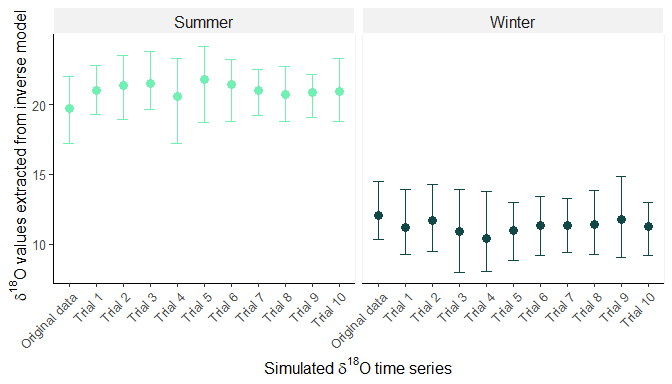 Summer
Winter
δ¹⁸O values extracted from inverse model
20
15
10
Original data
Trial 1
Trial 2
Trial 3
Trial 4
Trial 5
Trial 6
Trial 7
Trial 8
Trial 9
Trial 10
Original data
Trial 1
Trial 2
Trial 3
Trial 4
Trial 5
Trial 6
Trial 7
Trial 8
Trial 9
Trial 10
Simulated δ¹⁸O time series